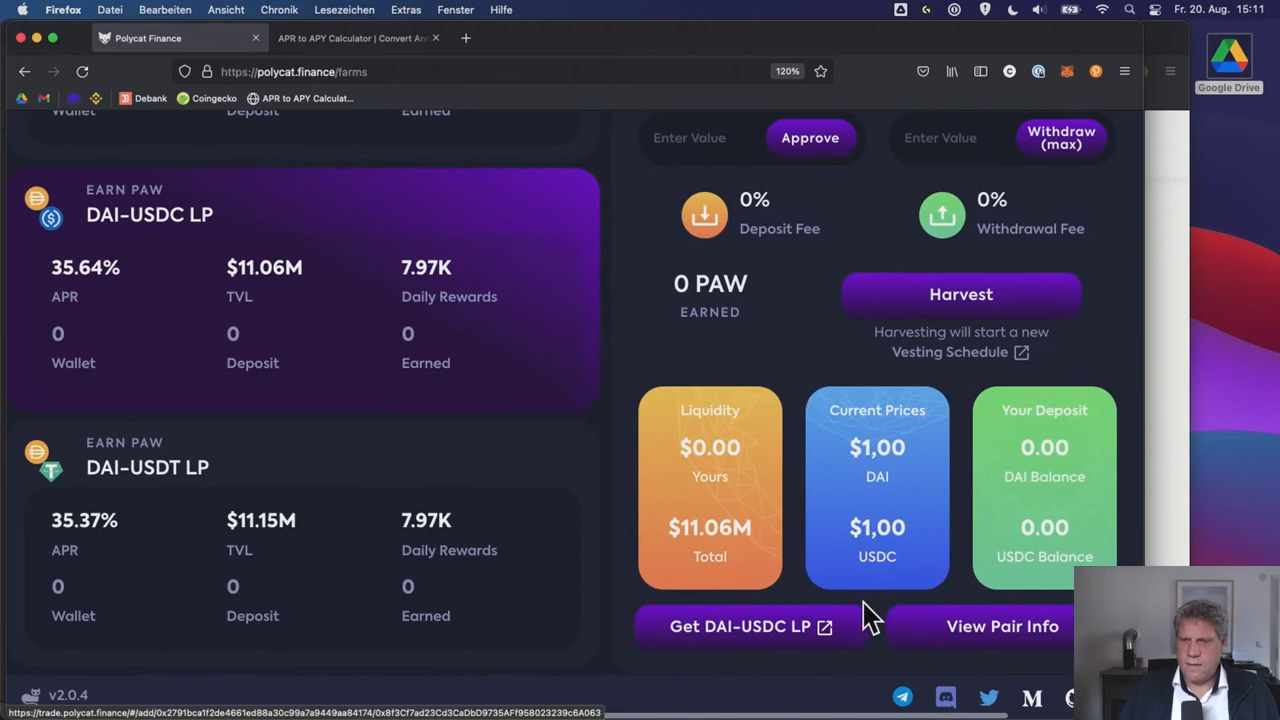 Firefox Datei Bearbeiten Ansicht Chronik Lesezeichen Extras Fenster Hilfe Fr. 20. Aug. 15:11
Polycat Finance APR to APY Calculator | Convert An
https://polycat.finance/farms 120%
Debank Coingecko APR to APY Calculat...
Google Drive
Wallet Deposit Earned
Enter Value Approve Enter Value Withdraw (max)
EARN PAW
DAI-USDC LP
35.64% $11.06M 7.97K
APR TVL Daily Rewards
0 0 0
Wallet Deposit Earned
EARN PAW
DAI-USDT LP
35.37% $11.15M 7.97K
APR TVL Daily Rewards
0 0 0
Wallet Deposit Earned
0% 0%
Deposit Fee Withdrawal Fee
0 PAW
EARNED
Harvest
Harvesting will start a new
Vesting Schedule
Liquidity
$0.00
Yours
$11.06M
Total
Current Prices
$1,00
DAI
$1,00
USDC
Your Deposit
0.00
DAI Balance
0.00
USDC Balance
Get DAI-USDC LP View Pair Info
v2.0.4
https://trade.polycat.finance/#/add/0x2791bca1f2de4661ed88a30c99a7a9449aa84174/0x8f3Cf7ad23Cd3CaDbD9735AFf958023239c6A063